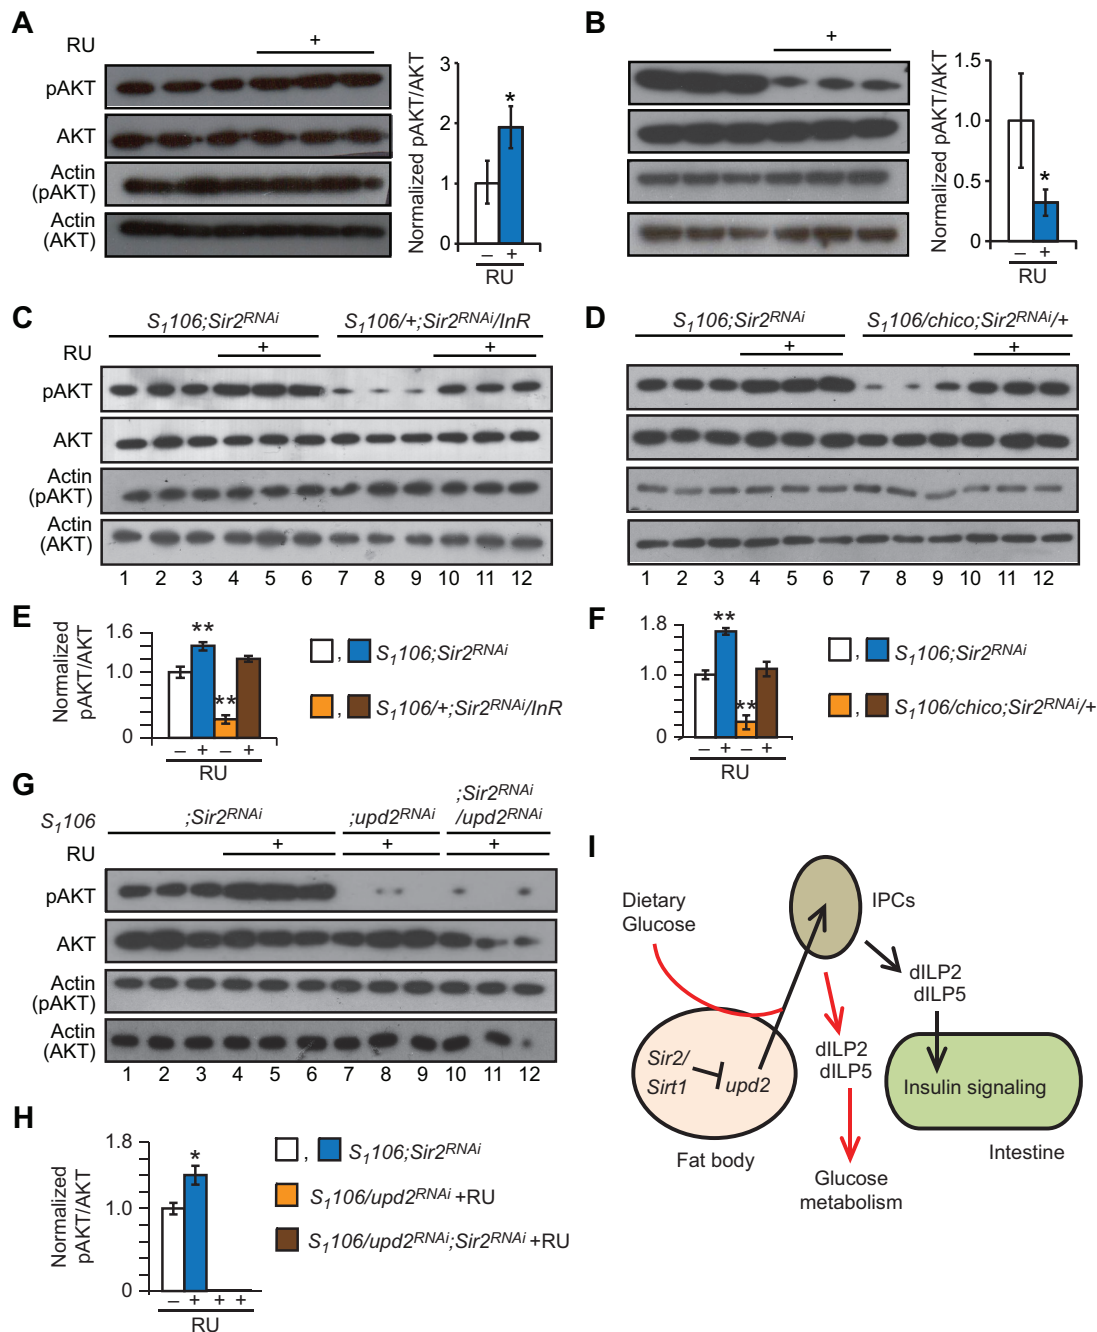 A
RU
+
pAKT
AKT
Actin
(pAKT)
Actin
(AKT)
Normalized pAKT/AKT
3
2
1
0
*
– +
RU
B
+
Normalized pAKT/AKT
1.5
1.0
0.5
0
*
– +
RU
C
S1106;Sir2RNAi S1106/+;Sir2RNAi/InR
RU
+ +
pAKT
AKT
Actin
(pAKT)
Actin
(AKT)
1 2 3 4 5 6 7 8 9 10 11 12
D
S1106;Sir2RNAi S1106/chico;Sir2RNAi/+
+ +
1 2 3 4 5 6 7 8 9 10 11 12
E
Normalized
pAKT/AKT
1.6
1.0
0
**
**
– + – +
RU
, S1106;Sir2RNAi
, S1106/+;Sir2RNAi/InR
F
1.8
1.0
0
**
**
– + – +
RU
, S1106;Sir2RNAi
, S1106/chico;Sir2RNAi/+
G
S1106 ;Sir2RNAi ;upd2RNAi ;Sir2RNAi
/upd2RNAi
RU
+ + +
pAKT
AKT
Actin
(pAKT)
Actin
(AKT)
1 2 3 4 5 6 7 8 9 10 11 12
H
Normalized
pAKT/AKT
1.8
1.0
0
*
– + + +
RU
, S1106;Sir2RNAi
S1106/upd2RNAi +RU
S1106/upd2RNAi;Sir2RNAi +RU
I
Dietary
Glucose
IPCs
dILP2
dILP5
dILP2
dILP5
Sir2/
Sirt1
upd2
Insulin signaling
Fat body
Intestine
Glucose
metabolism